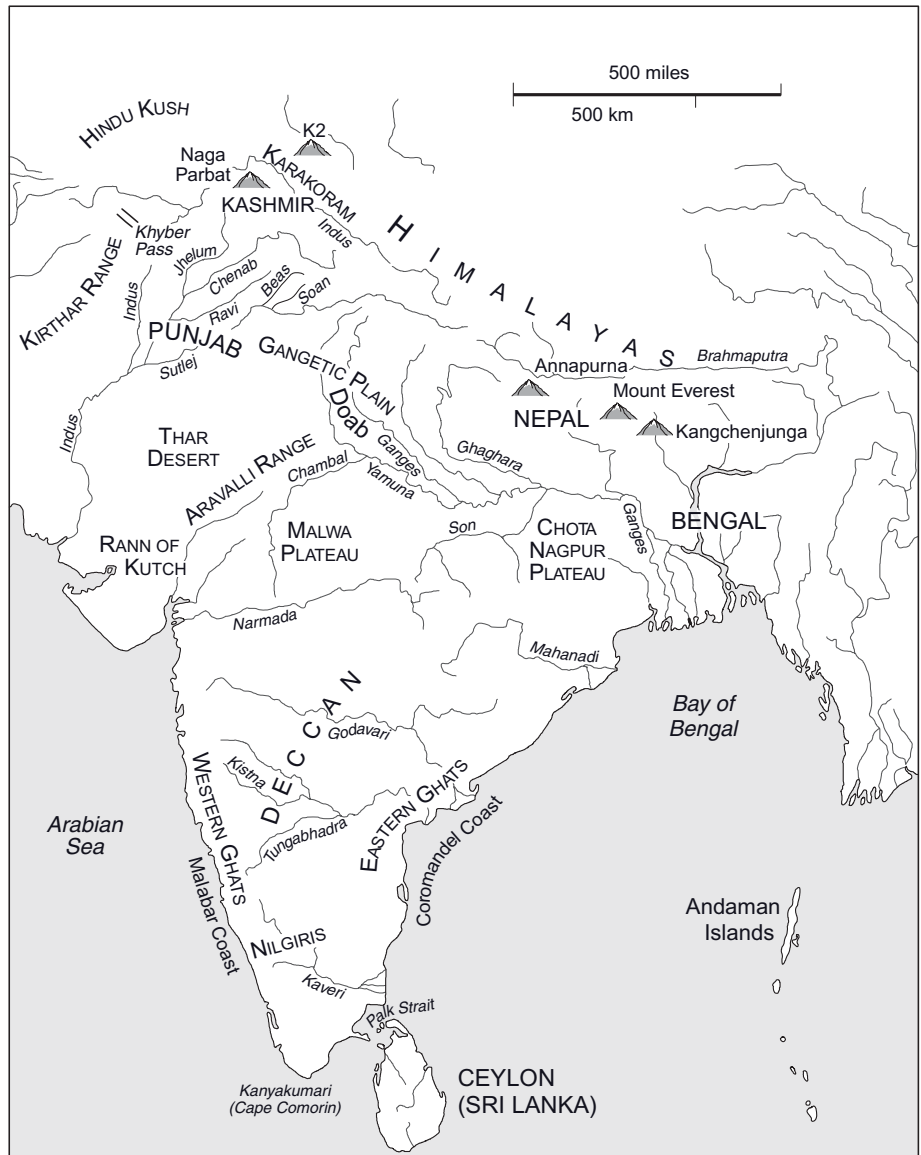 500 miles
500 km
HINDU KUSH
K2
Naga
Parbat
KARAKORAM
KASHMIR
Indus
HIMALAYAS
Khyber
Pass
Jhelum
Chenab
Beas
Soan
Ravi
KIRTHAR RANGE
Indus
PUNJAB
Sutlej
GANGETIC PLAIN
Doab
Brahmaputra
Annapurna
Mount Everest
NEPAL
Kangchenjunga
Indus
THAR
DESERT
ARAVALLI RANGE
Chambal
Ganges
Yamuna
Ghaghara
RANN OF
KUTCH
MALWA
PLATEAU
Son
CHOTA
NAGPUR
PLATEAU
Ganges
BENGAL
Narmada
Mahanadi
Bay of
Bengal
DECCAN
Godavari
Kistna
WESTERN GHATS
Tungabhadra
EASTERN GHATS
Coromandel Coast
Arabian
Sea
Malabar Coast
Andaman
Islands
NILGIRIS
Kaveri
Palk Strait
Kanyakumari
(Cape Comorin)
CEYLON
(SRI LANKA)